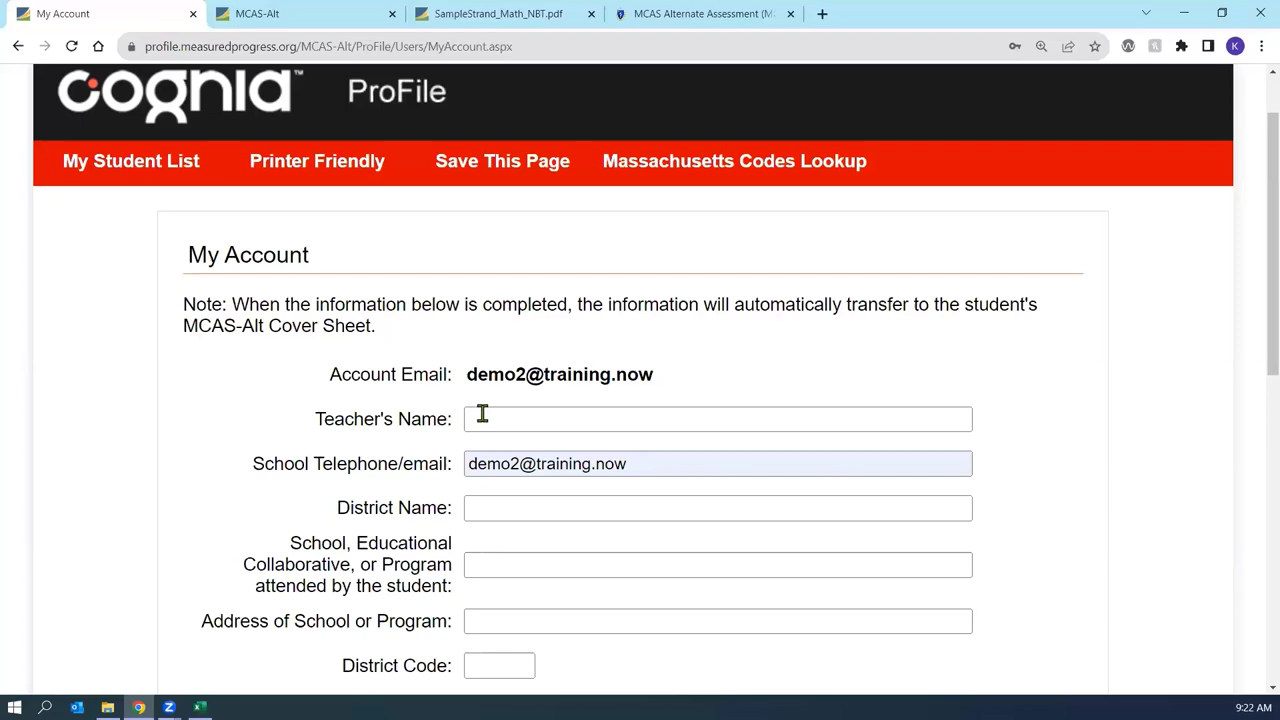 My Account
MCAS-Alt
SampleStrand_Math_NBT.pdf
MCAS Alternate Assessment (M
profile.measuredprogress.org/MCAS-Alt/ProFile/Users/MyAccount.aspx
K
cognia™ ProFile
My Student List
Printer Friendly
Save This Page
Massachusetts Codes Lookup
My Account
Note: When the information below is completed, the information will automatically transfer to the student's
MCAS-Alt Cover Sheet.
Account Email: demo2@training.now
Teacher's Name:
School Telephone/email: demo2@training.now
District Name:
School, Educational
Collaborative, or Program
attended by the student:
Address of School or Program:
District Code:
9:22 AM